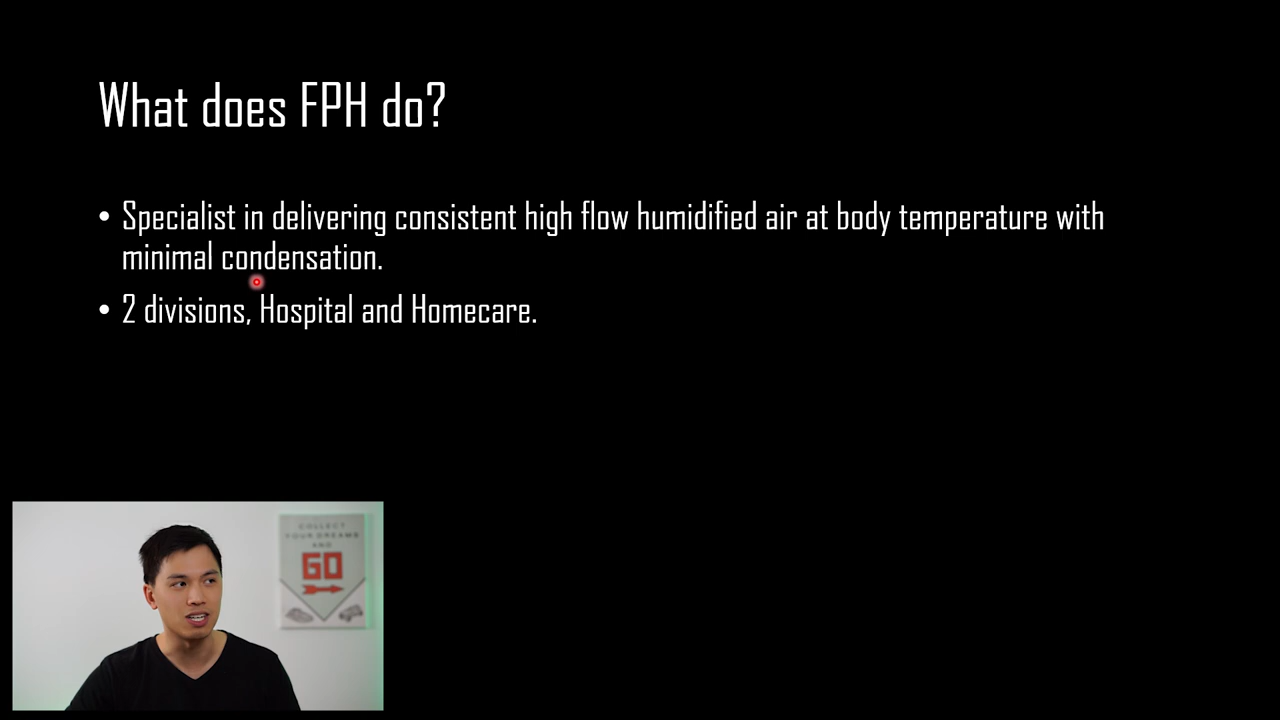 What does FPH do?
• Specialist in delivering consistent high flow humidified air at body temperature with
minimal condensation.
• 2 divisions, Hospital and Homecare.
COLLECT
YOUR DREAMS
AND
GO